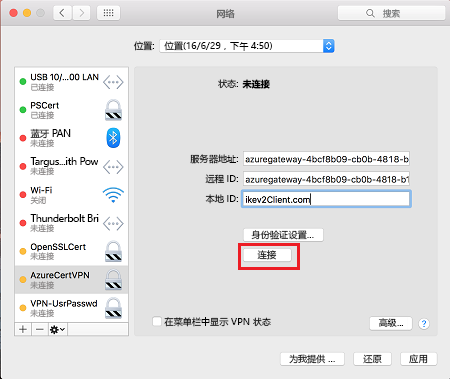 网络
搜索
位置: 位置(16/6/29，下午 4:50)
USB 10/...00 LAN
已连接
PSCert
已连接
蓝牙 PAN
未连接
Targus...ith Pow
未连接
Wi-Fi
关闭
Thunderbolt Bri
未连接
OpenSSLCert
未连接
AzureCertVPN
未连接
VPN-UsrPasswd
未连接
状态: 未连接
服务器地址: azuregateway-4bcf8b09-cb0b-4818-b
远程 ID: azuregateway-4bcf8b09-cb0b-4818-b1
本地 ID: ikev2Client.com
身份验证设置...
连接
在菜单栏中显示 VPN 状态
高级... ?
为我提供 ... 还原 应用